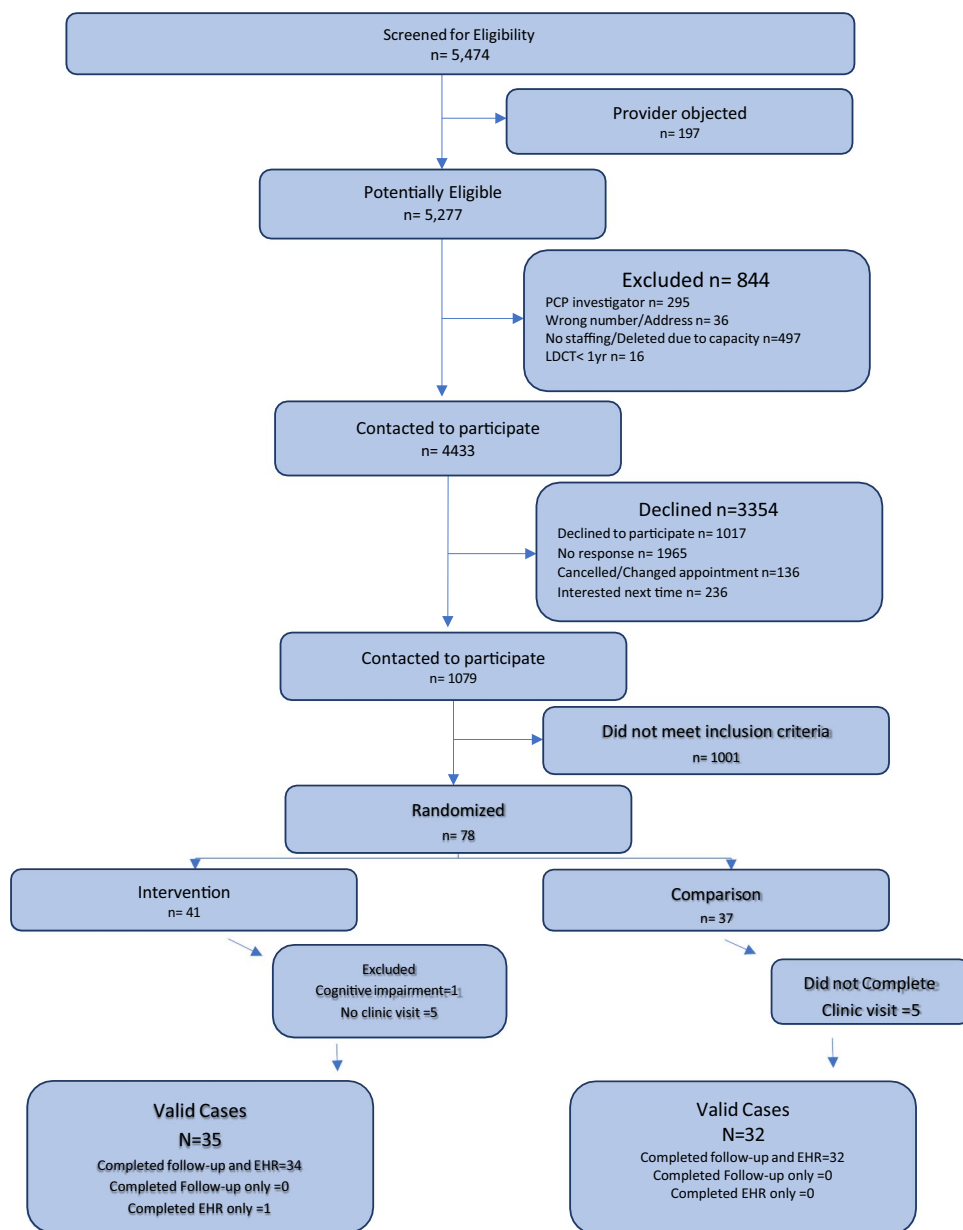 Screened for Eligibility
n= 5,474
Provider objected
n= 197
Potentially Eligible
n= 5,277
Excluded n= 844
PCP investigator n= 295
Wrong number/Address n= 36
No staffing/Deleted due to capacity n=497
LDCT< 1yr n= 16
Contacted to participate
n= 4433
Declined n=3354
Declined to participate n= 1017
No response n= 1965
Cancelled/Changed appointment n=136
Interested next time n= 236
Contacted to participate
n= 1079
Did not meet inclusion criteria
n= 1001
Randomized
n= 78
Intervention
n= 41
Comparison
n= 37
Excluded
Cognitive impairment=1
No clinic visit =5
Did not Complete
Clinic visit =5
Valid Cases
N=35
Completed follow-up and EHR=34
Completed Follow-up only =0
Completed EHR only =1
Valid Cases
N=32
Completed follow-up and EHR=32
Completed Follow-up only =0
Completed EHR only =0